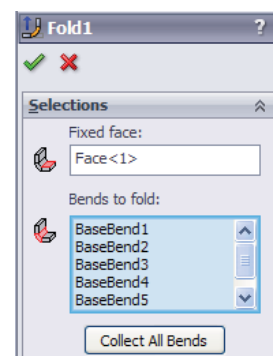 Fold1 ?
Selections
Fixed face:
Face<1>
Bends to fold:
BaseBend1
BaseBend2
BaseBend3
BaseBend4
BaseBend5
Collect All Bends